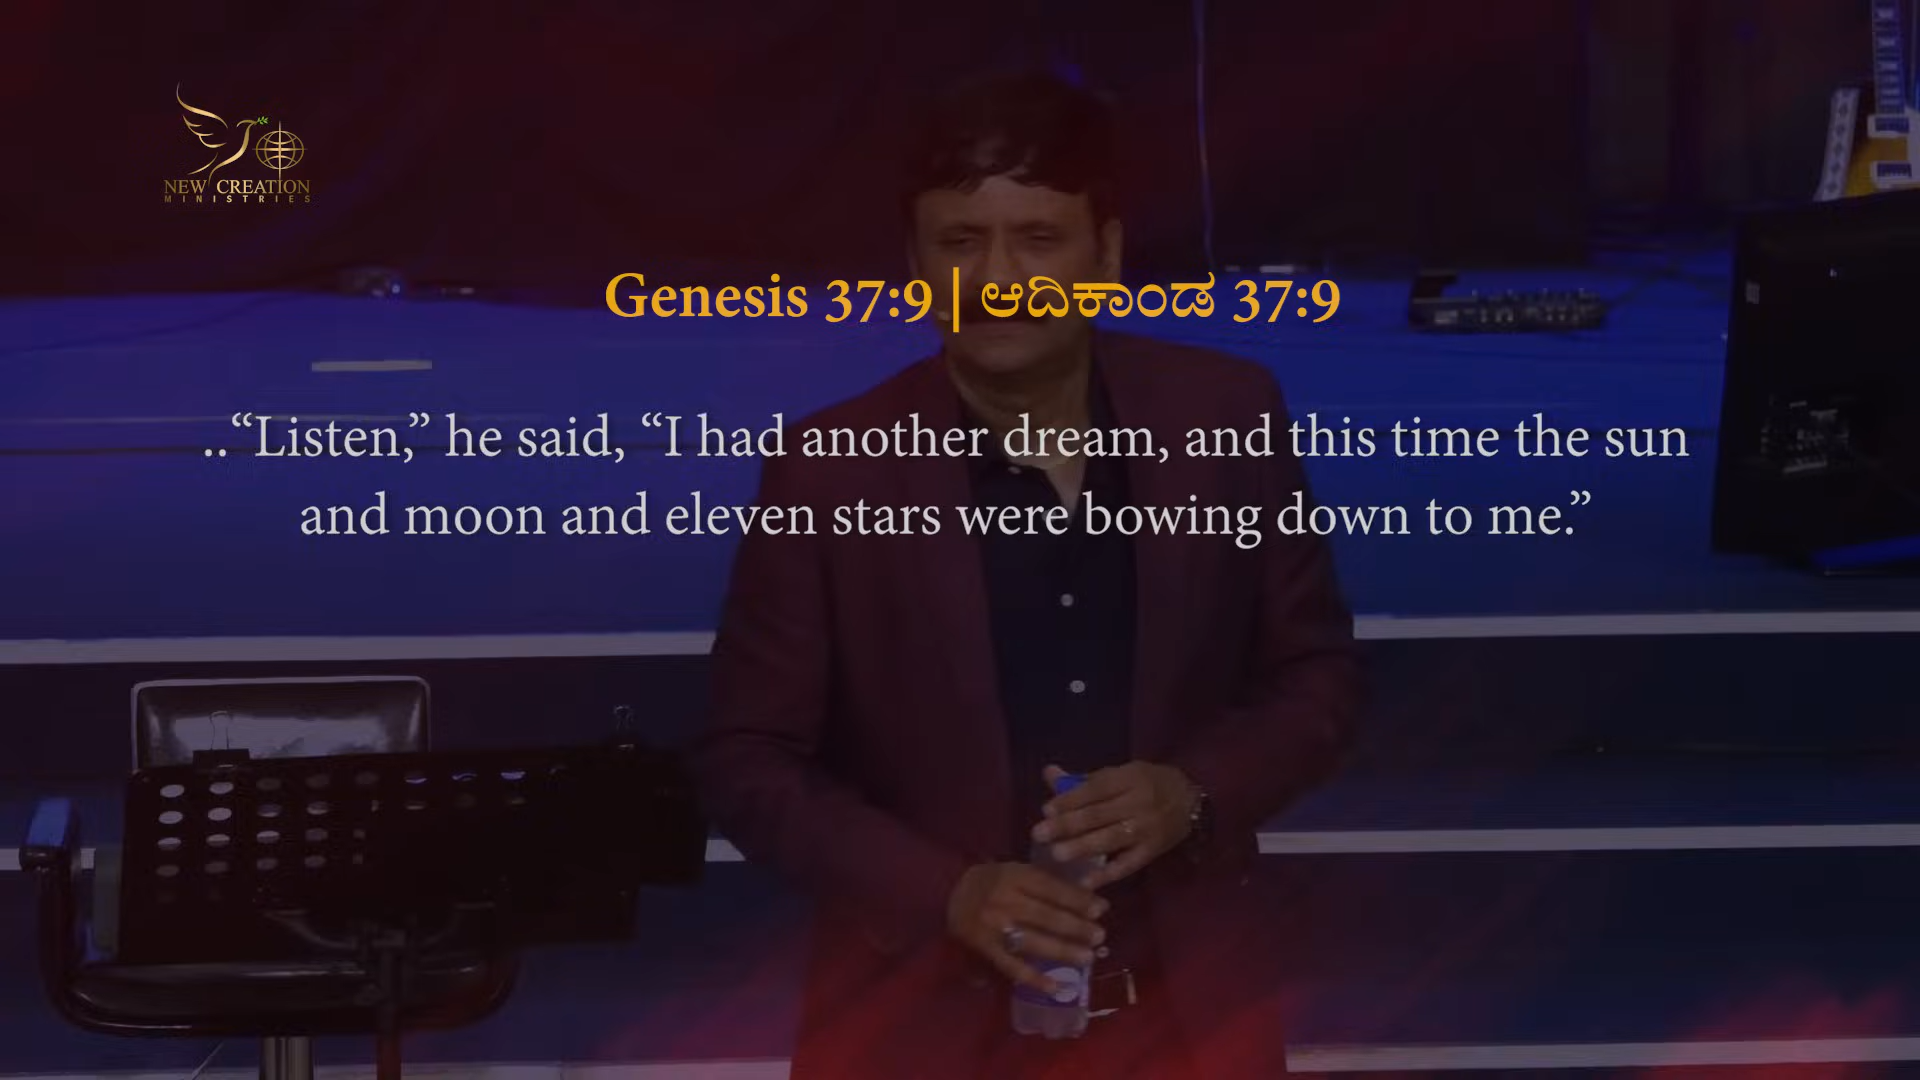 NEW CREATION
MINISTRIES
Genesis 37:9 | ಆದಿಕಾಂಡ 37:9
..“Listen,” he said, “I had another dream, and this time the sun
and moon and eleven stars were bowing down to me.”